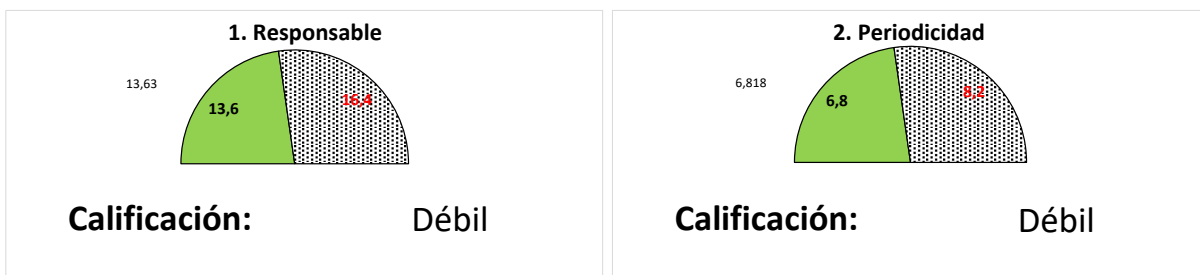 1. Responsable
13,63
13,6
16,4
Calificación:
Débil
2. Periodicidad
6,818
6,8
8,2
Calificación:
Débil